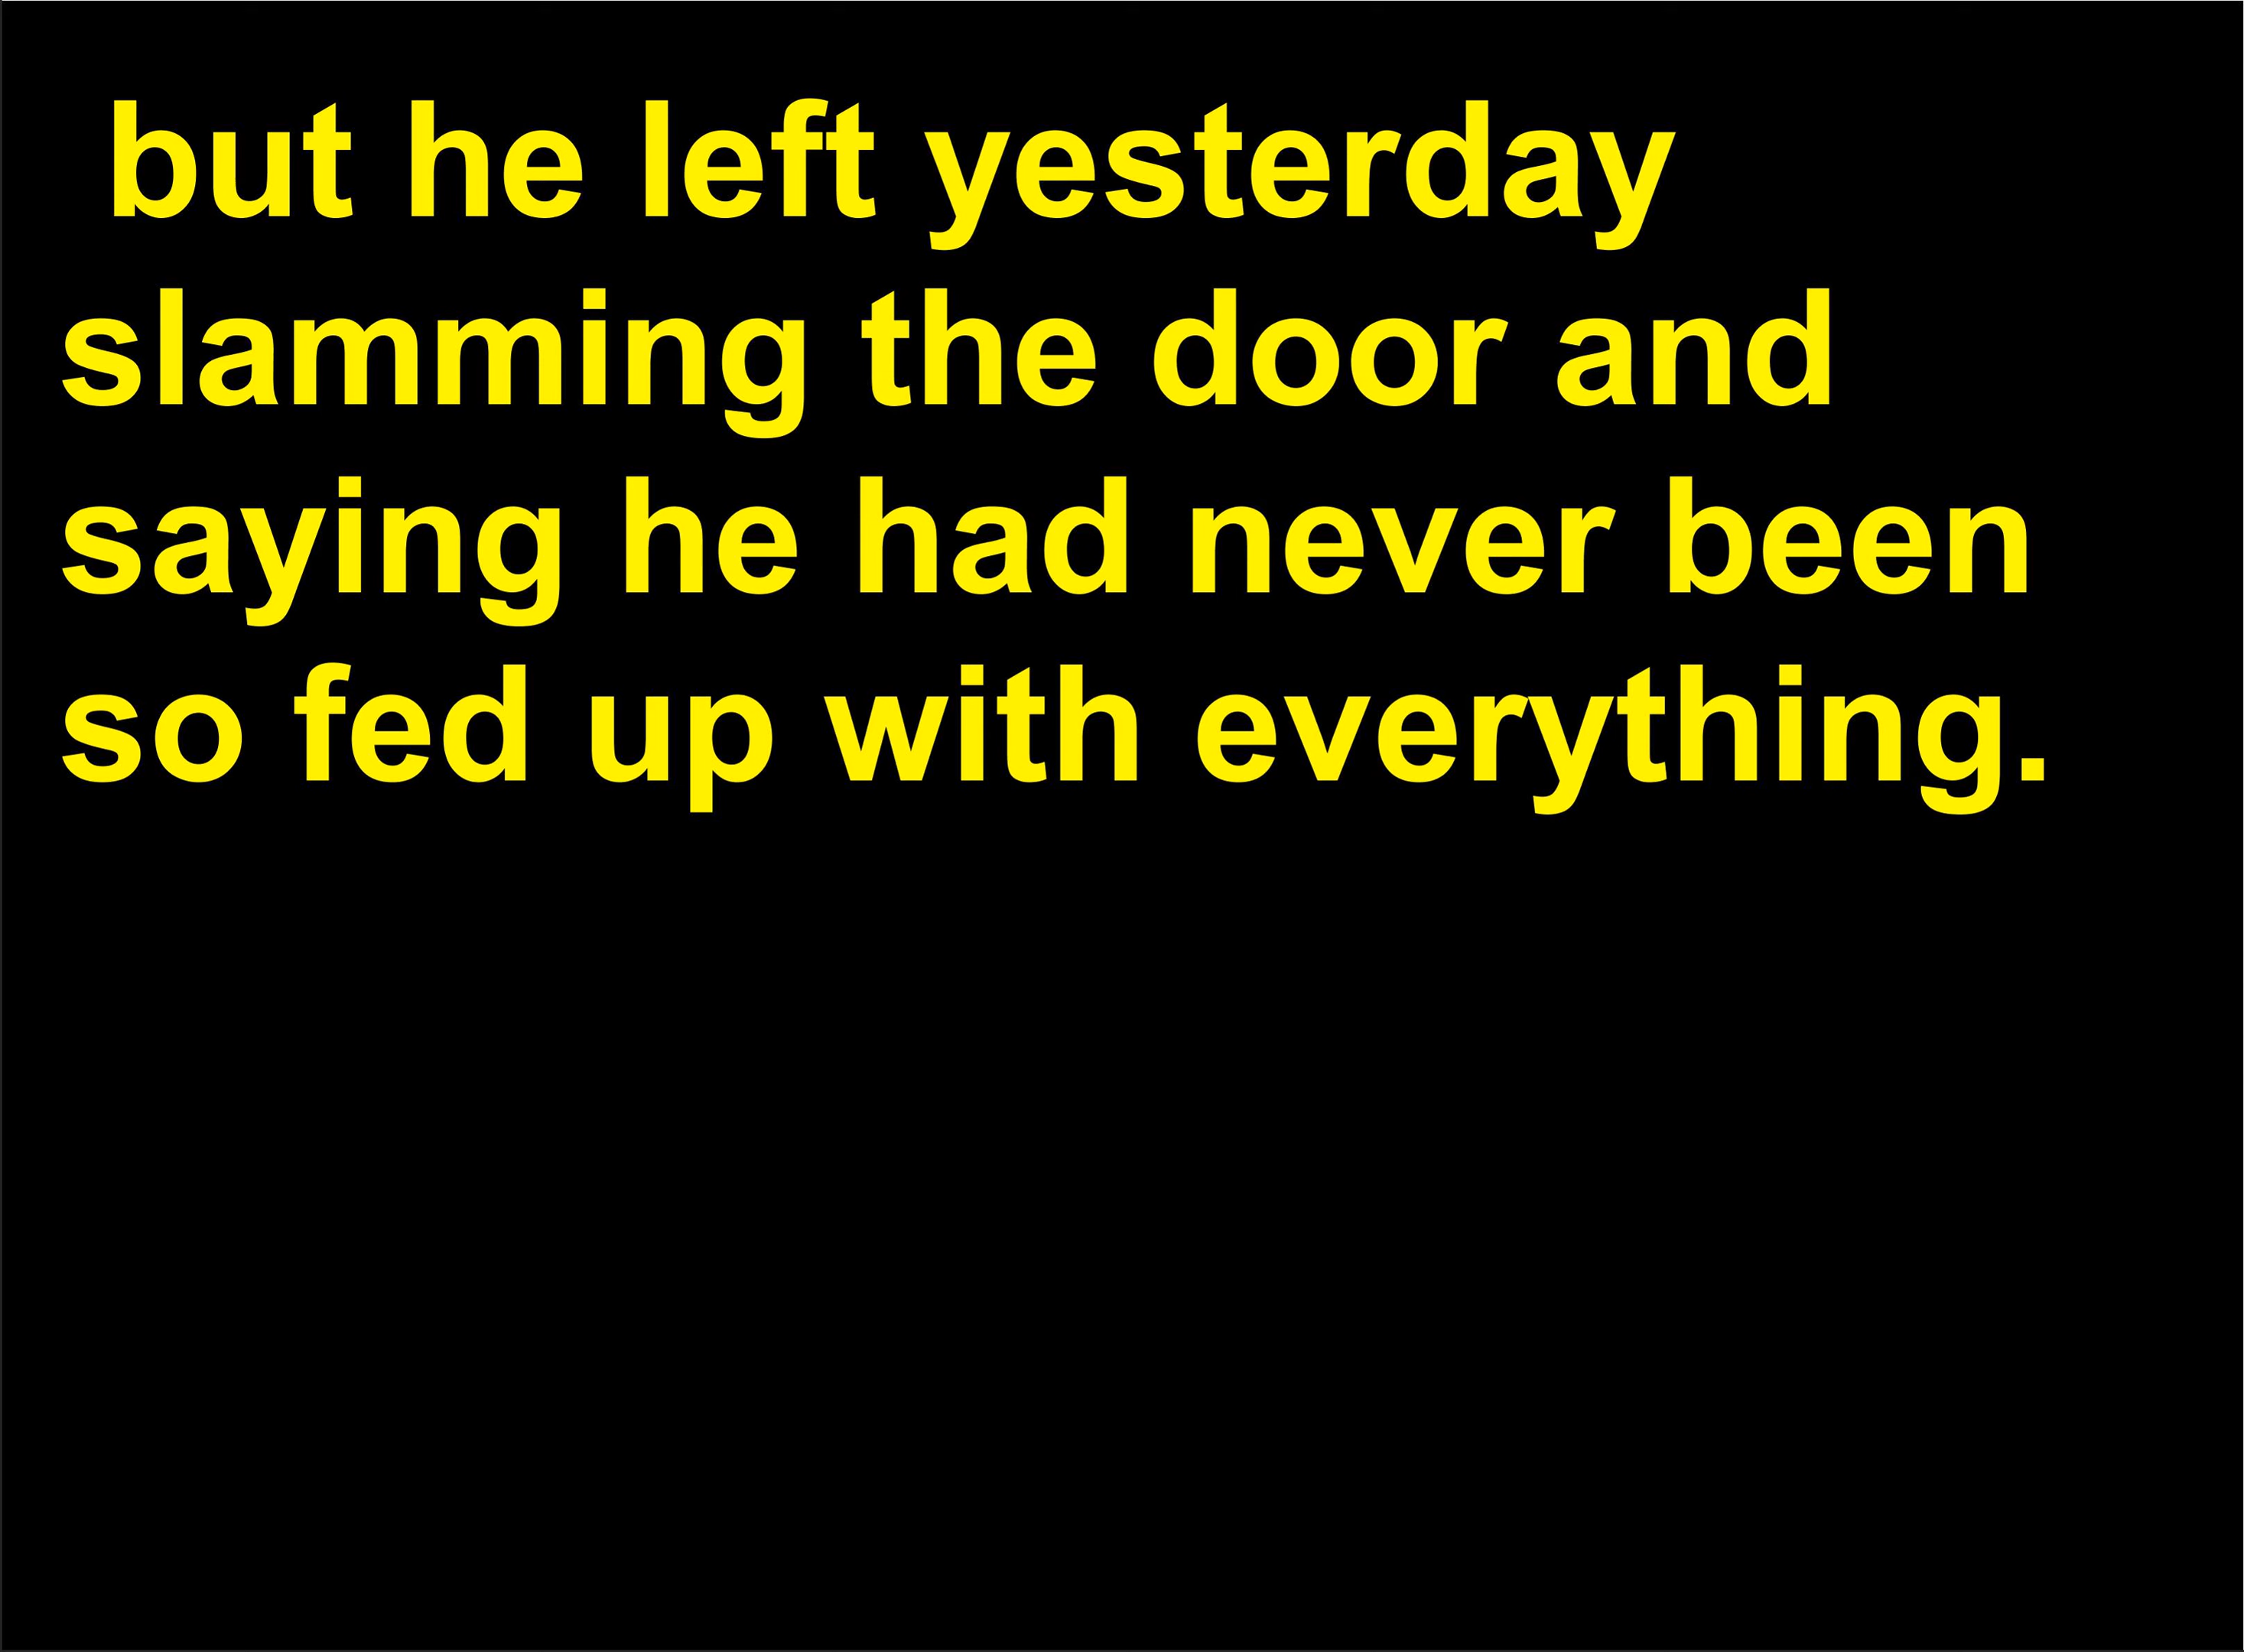 but he left yesterday
slamming the door and
saying he had never been
so fed up with everything.